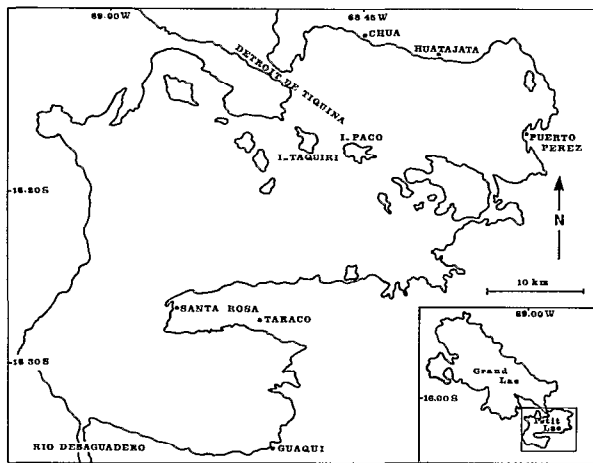 69.00 W
68.45 W
CHUA
HUATAJATA
DETROIT DE TIQUINA
I. PACO
I. TAQUIRI
PUERTO
PEREZ
16.20 S
N
10 km
SANTA ROSA
TARACO
16.30 S
RIO DESAGUADERO
GUAQUI
69.00 W
Grand
Lac
16.00 S
Petit
Lac